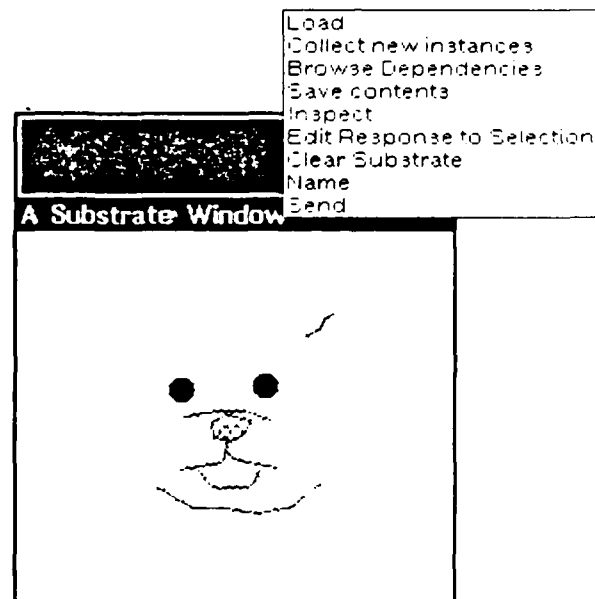 Load
Collect new instances
Browse Dependencies
Save contents
Inspect
Edit Response to Selection
Clear Substrate
Name
Send
A Substrate Window